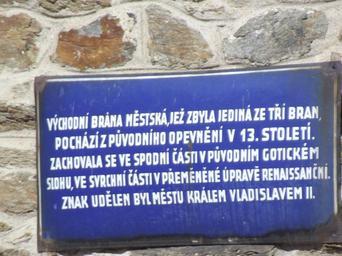 VÝCHODNÍ BRÁNA MĚSTSKÁ, JEŽ ZBYLA JEDINÁ ZE TŘÍ BRAN,
POCHÁZÍ Z PŮVODNÍHO OPEVNĚNÍ V 13. STOLETÍ.
ZACHOVALA SE VE SPODNÍ ČÁSTI V PŮVODNÍM GOTICKÉM
SLOHU, VE SVRCHNÍ ČÁSTI V PŘEMĚNĚNÉ ÚPRAVĚ RENAISSANČNÍ.
ZNAK UDĚLEN BYL MĚSTU KRÁLEM VLADISLAVEM II.